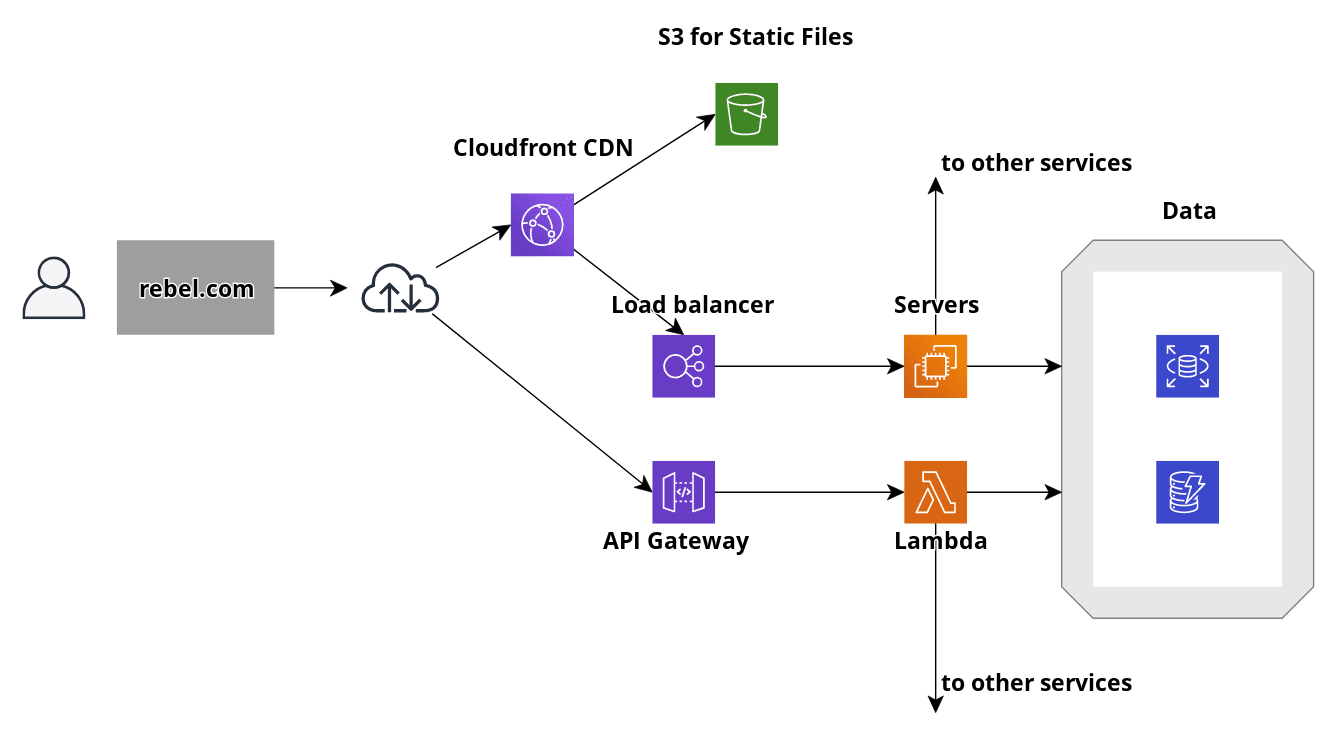 S3 for Static Files
Cloudfront CDN
to other services
Data
rebel.com
Load balancer
Servers
API Gateway
Lambda
to other services